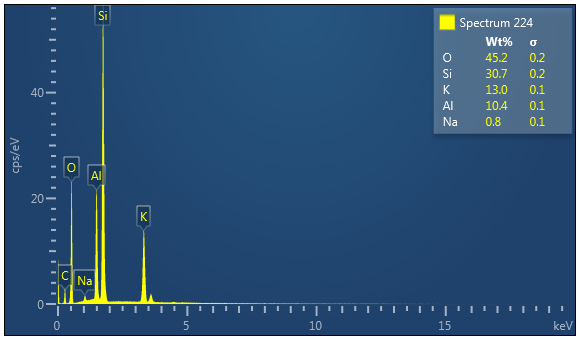 Si
Spectrum 224
Wt% σ
O 45.2 0.2
Si 30.7 0.2
K 13.0 0.1
Al 10.4 0.1
Na 0.8 0.1
40
cps/eV
O
Al
20
K
C
Na
0
0 5 10 15 keV